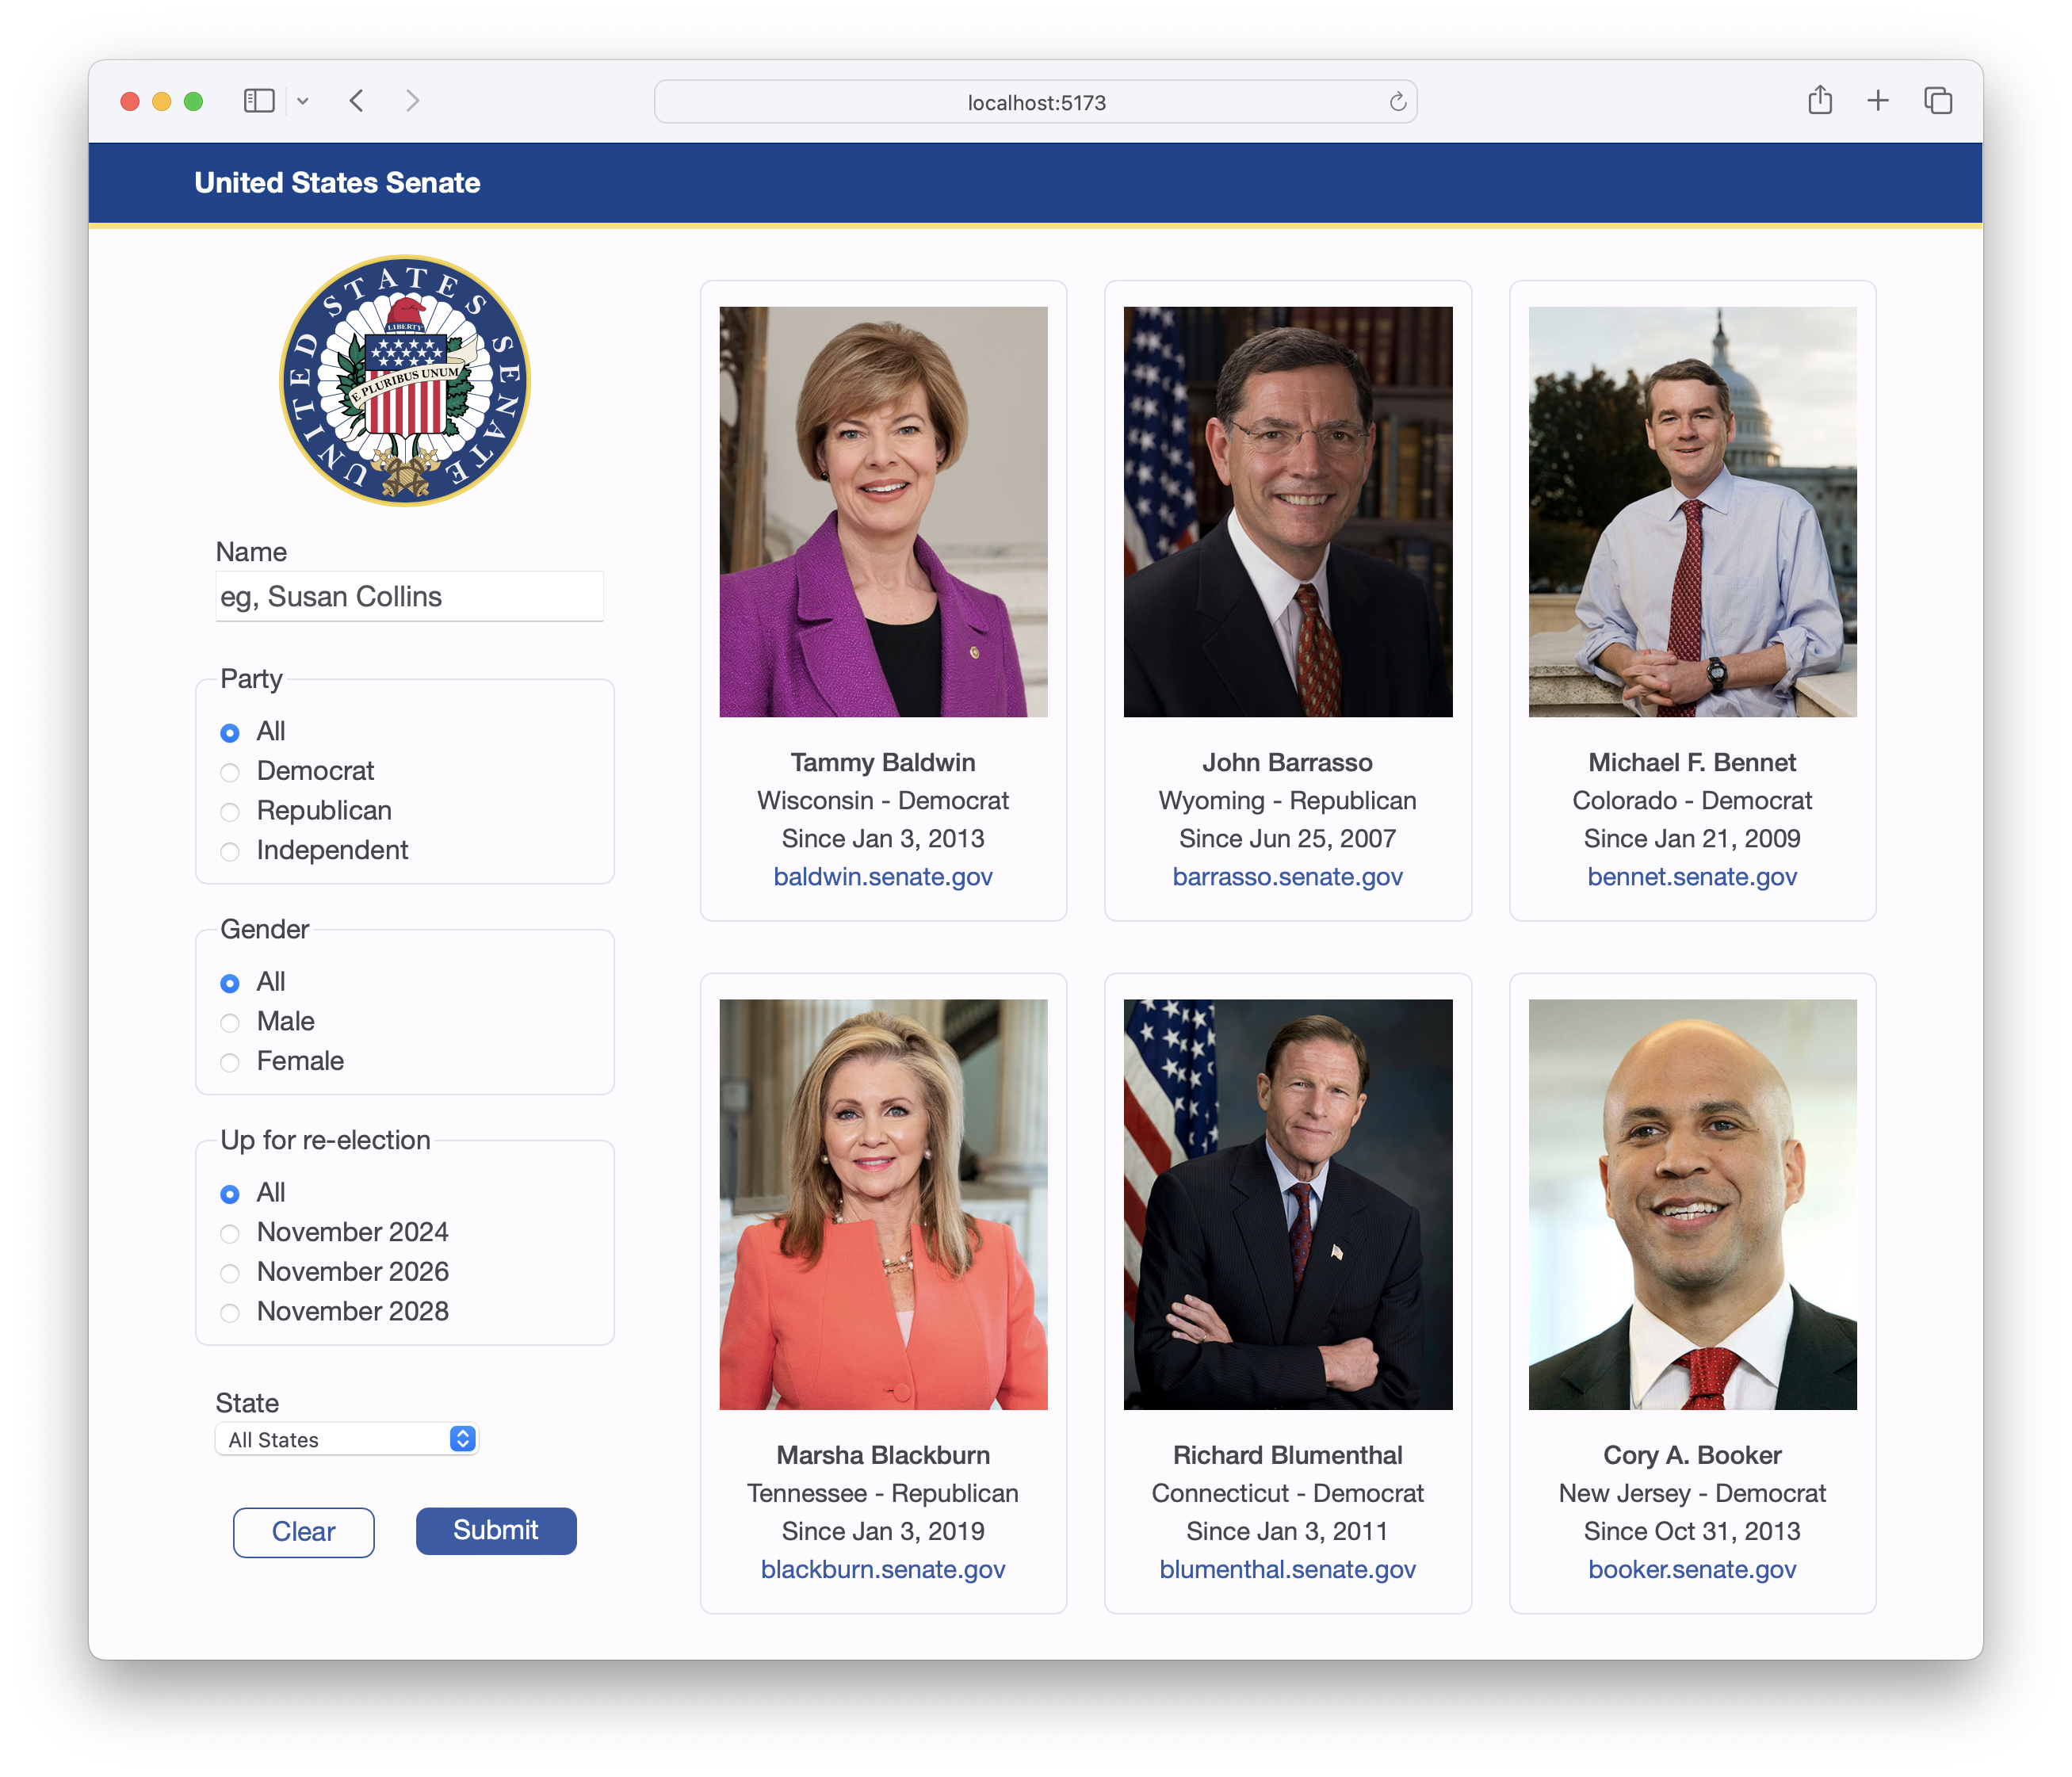 localhost:5173
United States Senate
UNITED STATES SENATE
LIBERTY
E PLURIBUS UNUM
Name
eg, Susan Collins
Party
All
Democrat
Republican
Independent
Gender
All
Male
Female
Up for re-election
All
November 2024
November 2026
November 2028
State
All States
Clear
Submit
Tammy Baldwin
Wisconsin - Democrat
Since Jan 3, 2013
baldwin.senate.gov
John Barrasso
Wyoming - Republican
Since Jun 25, 2007
barrasso.senate.gov
Michael F. Bennet
Colorado - Democrat
Since Jan 21, 2009
bennet.senate.gov
Marsha Blackburn
Tennessee - Republican
Since Jan 3, 2019
blackburn.senate.gov
Richard Blumenthal
Connecticut - Democrat
Since Jan 3, 2011
blumenthal.senate.gov
Cory A. Booker
New Jersey - Democrat
Since Oct 31, 2013
booker.senate.gov